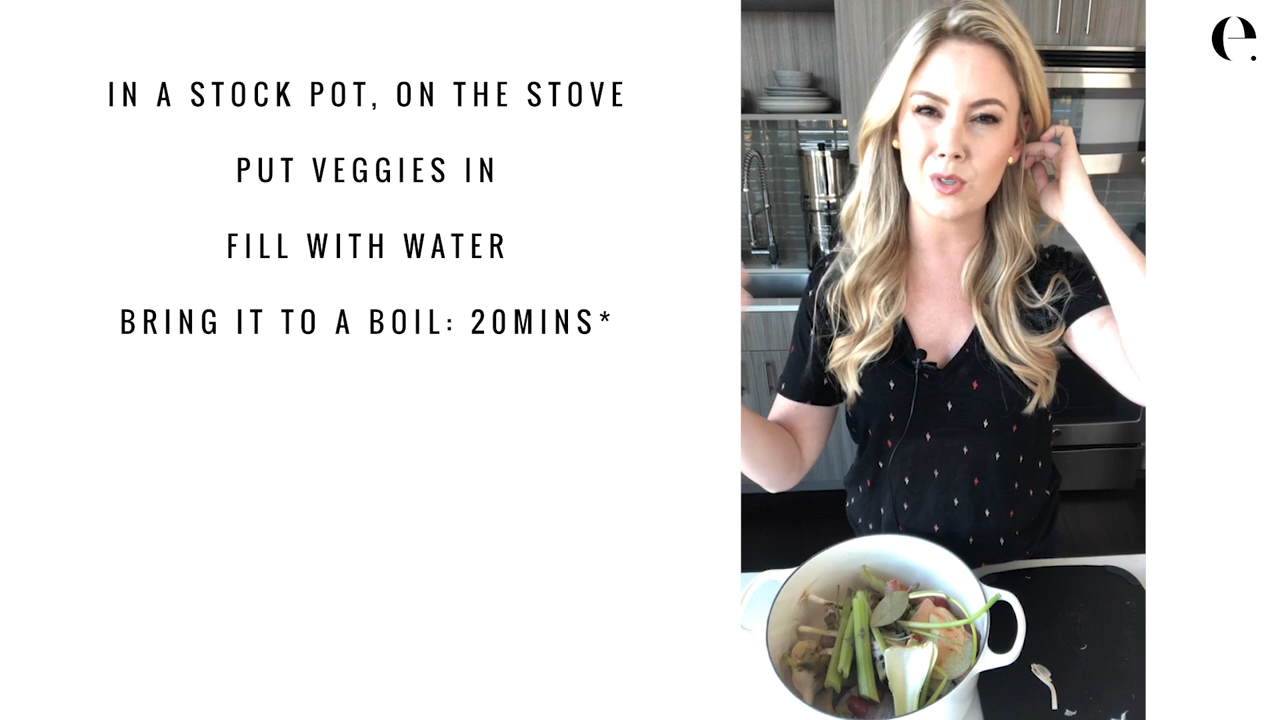 IN A STOCK POT, ON THE STOVE
PUT VEGGIES IN
FILL WITH WATER
BRING IT TO A BOIL: 20MINS*
e.